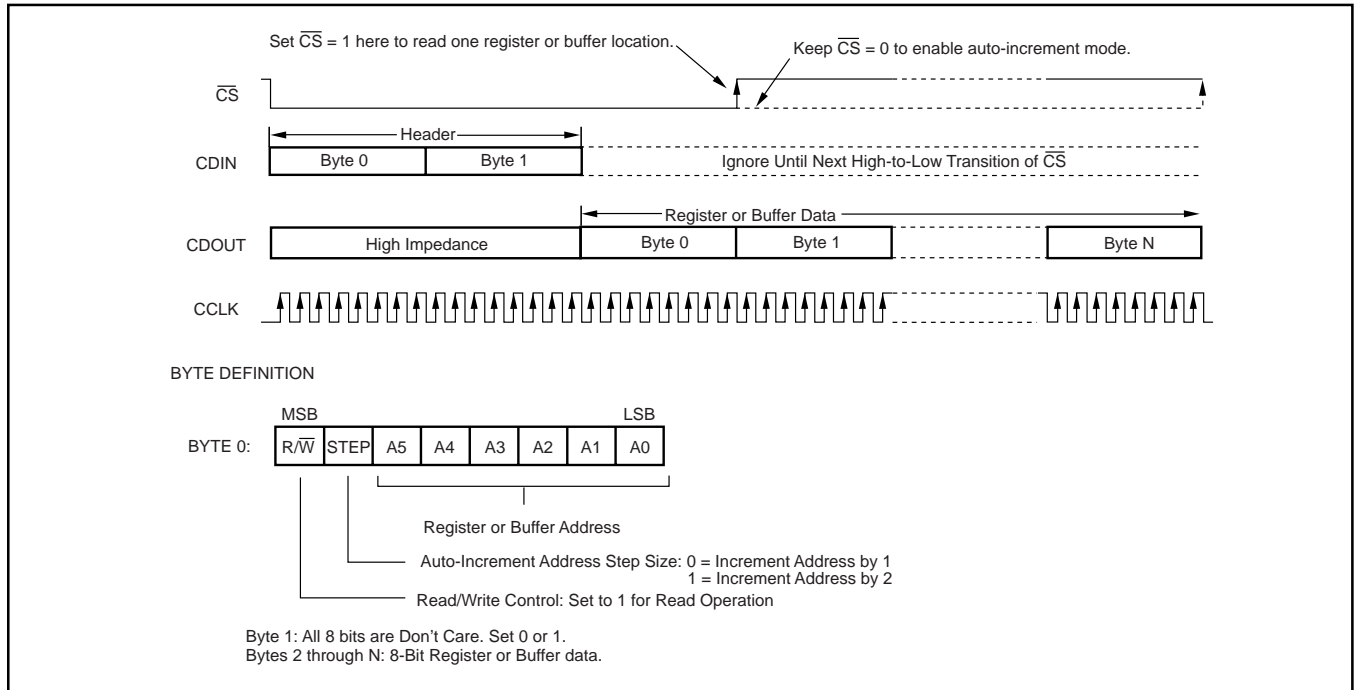 Set C̅S̅ = 1 here to read one register or buffer location.
Keep C̅S̅ = 0 to enable auto-increment mode.
C̅S̅
Header
CDIN
Byte 0
Byte 1
Ignore Until Next High-to-Low Transition of C̅S̅
Register or Buffer Data
CDOUT
High Impedance
Byte 0
Byte 1
Byte N
CCLK
BYTE DEFINITION
MSB
LSB
BYTE 0:
R/W̅
STEP
A5
A4
A3
A2
A1
A0
Register or Buffer Address
Auto-Increment Address Step Size: 0 = Increment Address by 1
1 = Increment Address by 2
Read/Write Control: Set to 1 for Read Operation
Byte 1: All 8 bits are Don’t Care. Set 0 or 1.
Bytes 2 through N: 8-Bit Register or Buffer data.